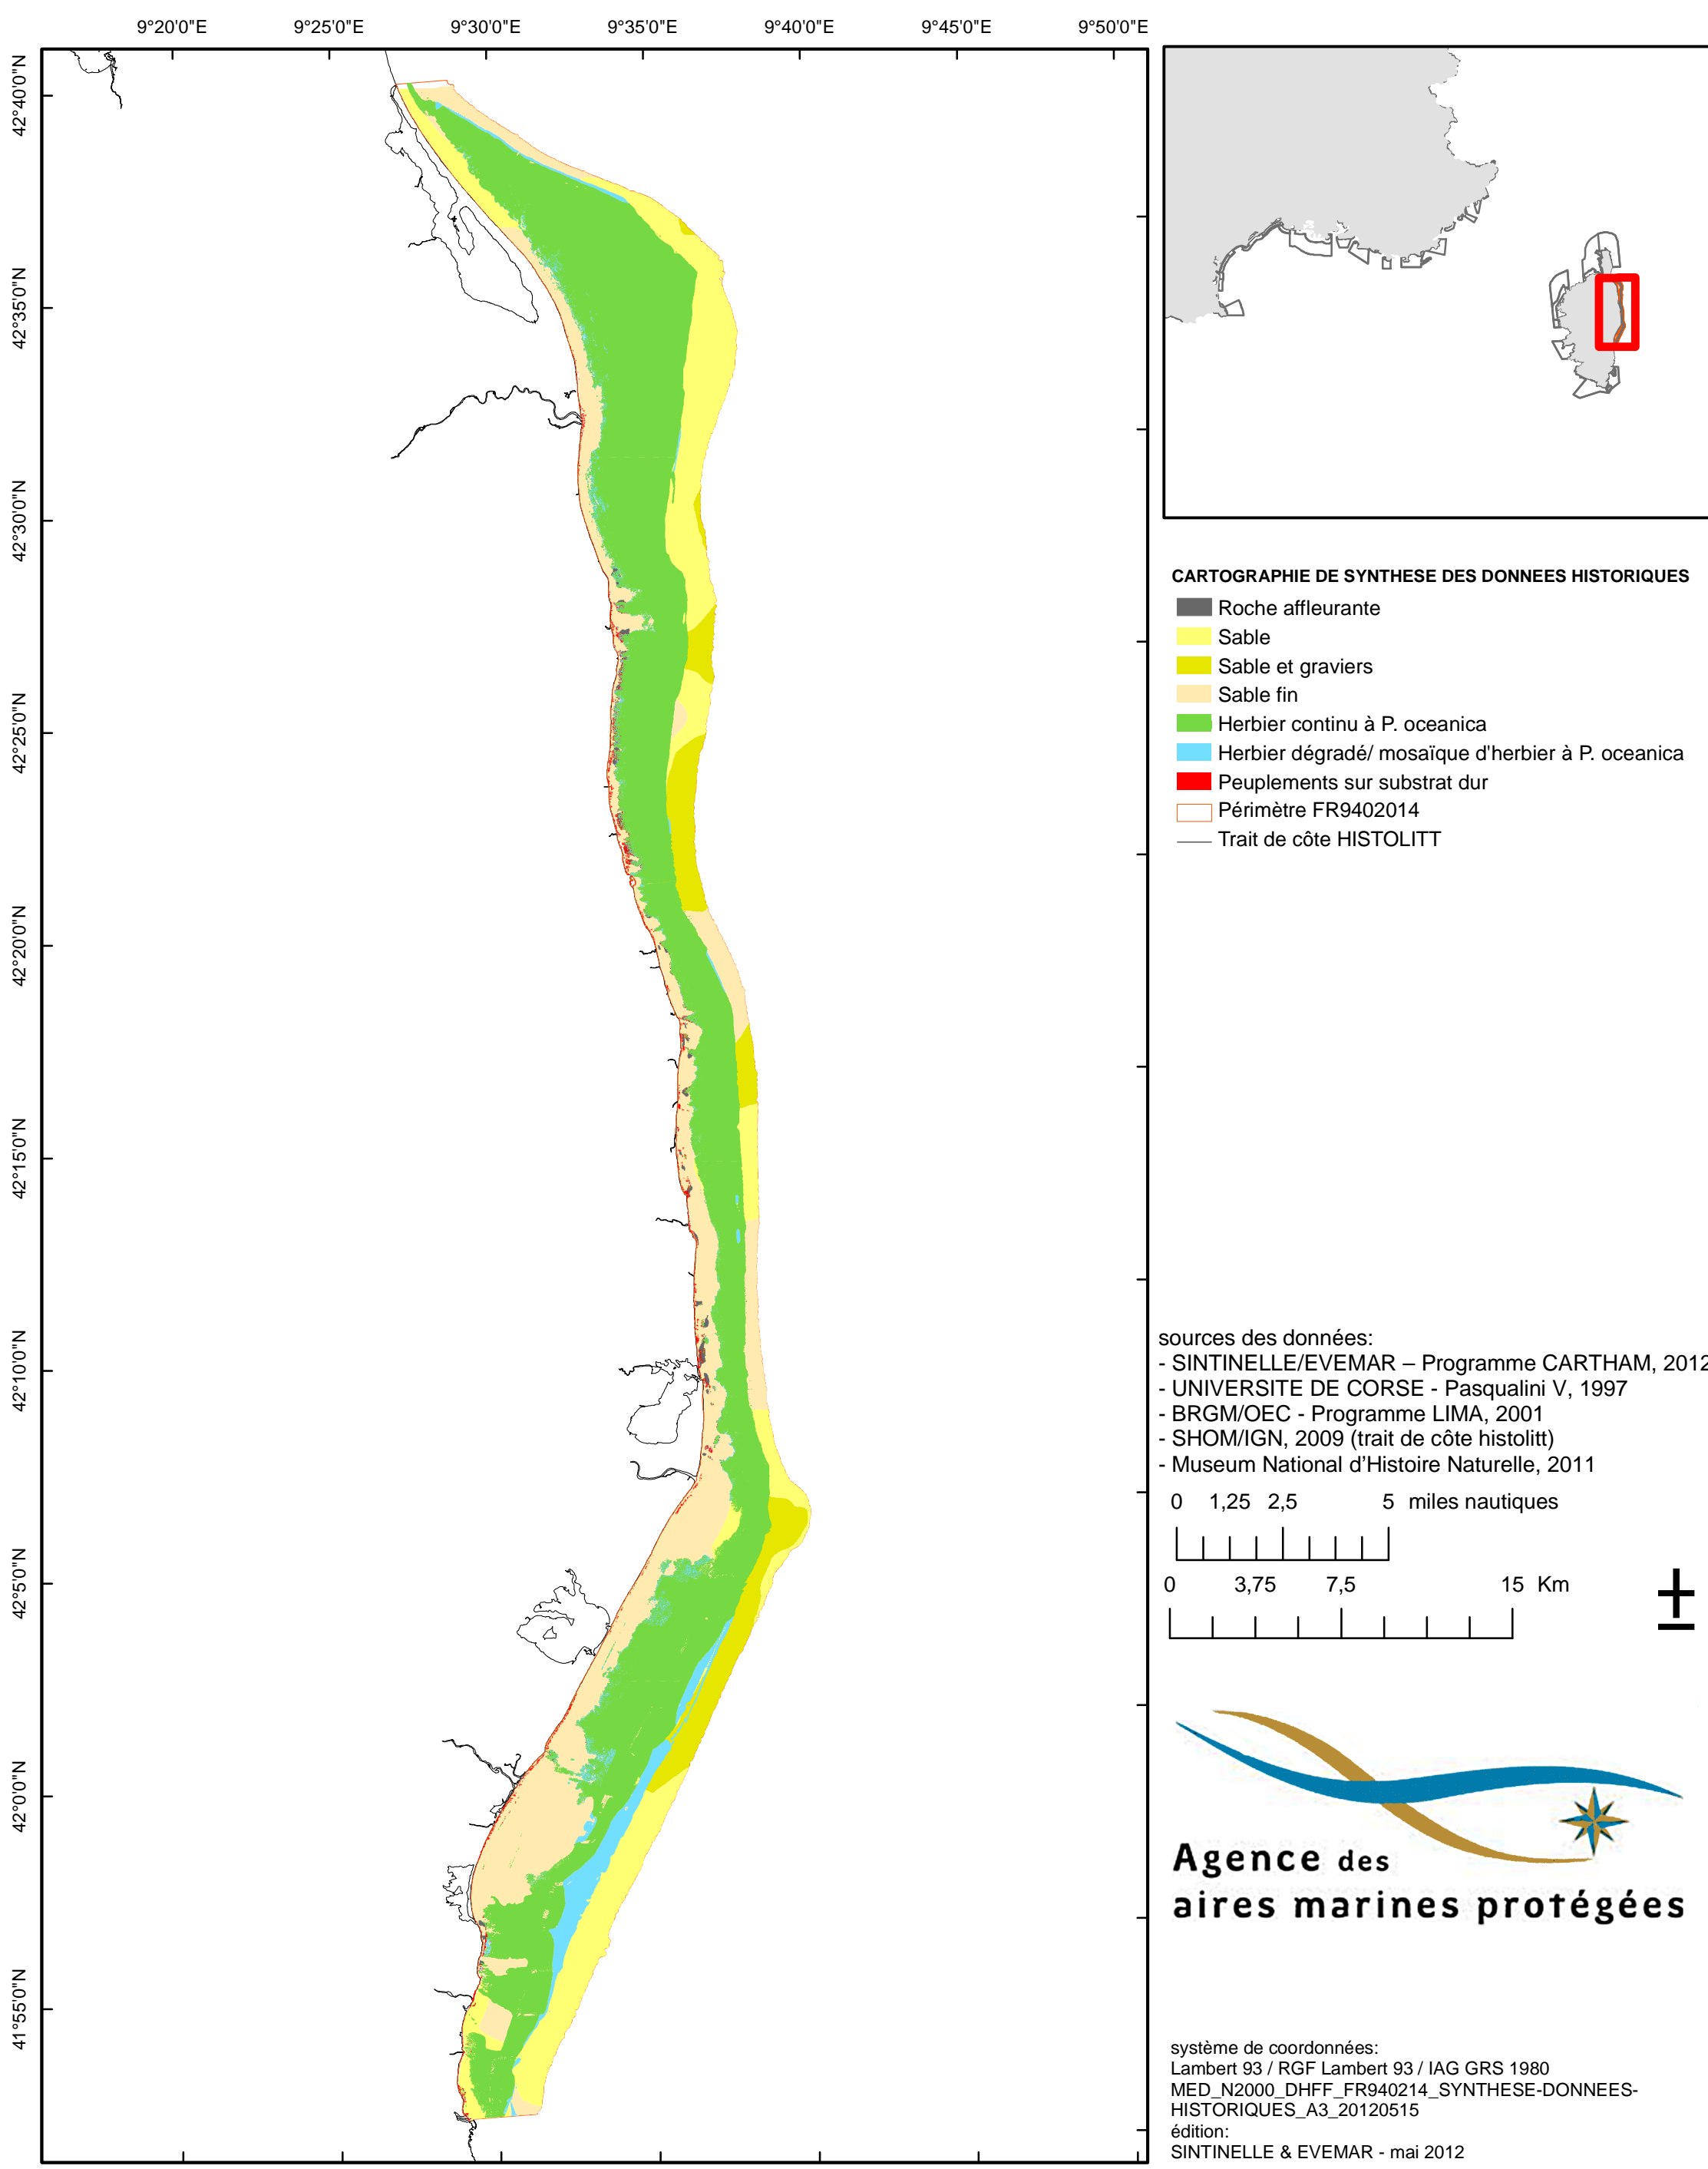 9°20'0"E 9°25'0"E 9°30'0"E 9°35'0"E 9°40'0"E 9°45'0"E 9°50'0"E
42°40'0"N
42°35'0"N
42°30'0"N
42°25'0"N
42°20'0"N
42°15'0"N
42°10'0"N
42°5'0"N
42°0'0"N
41°55'0"N
CARTOGRAPHIE DE SYNTHESE DES DONNEES HISTORIQUES
Roche affleurante
Sable
Sable et graviers
Sable fin
Herbier continu à P. oceanica
Herbier dégradé/ mosaïque d'herbier à P. oceanica
Peuplements sur substrat dur
Périmètre FR9402014
Trait de côte HISTOLITT
sources des données:
- SINTINELLE/EVEMAR – Programme CARTHAM, 2012
- UNIVERSITE DE CORSE - Pasqualini V, 1997
- BRGM/OEC - Programme LIMA, 2001
- SHOM/IGN, 2009 (trait de côte histolitt)
- Museum National d'Histoire Naturelle, 2011
0 1,25 2,5 5 miles nautiques
0 3,75 7,5 15 Km
Agence des
aires marines protégées
système de coordonnées:
Lambert 93 / RGF Lambert 93 / IAG GRS 1980
MED_N2000_DHFF_FR940214_SYNTHESE-DONNEES-
HISTORIQUES_A3_20120515
édition:
SINTINELLE & EVEMAR - mai 2012